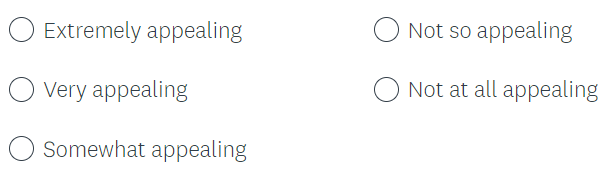 Extremely appealing
Very appealing
Somewhat appealing
Not so appealing
Not at all appealing